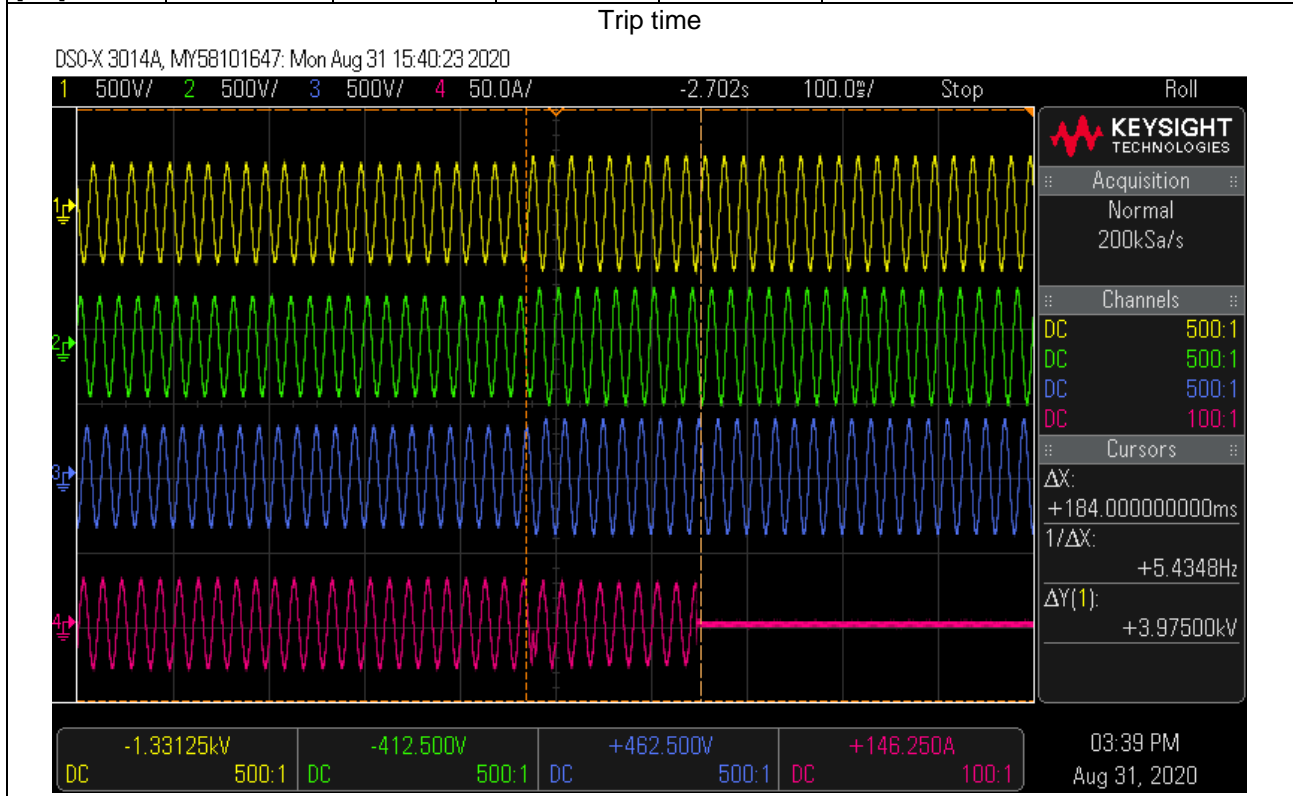 Trip time
DSO-X 3014A, MY58101647: Mon Aug 31 15:40:23 2020
1 500V/ 2 500V/ 3 500V/ 4 50.0A/ -2.702s 100.0ms/ Stop Roll
KEYSIGHT
TECHNOLOGIES
Acquisition
Normal
200kSa/s
Channels
DC 500:1
DC 500:1
DC 500:1
DC 100:1
Cursors
ΔX:
+184.000000000ms
1/ΔX:
+5.4348Hz
ΔY(1):
+3.97500kV
1
2
3
4
-1.33125kV -412.500V +462.500V +146.250A
DC 500:1 DC 500:1 DC 500:1 DC 100:1
03:39 PM
Aug 31, 2020